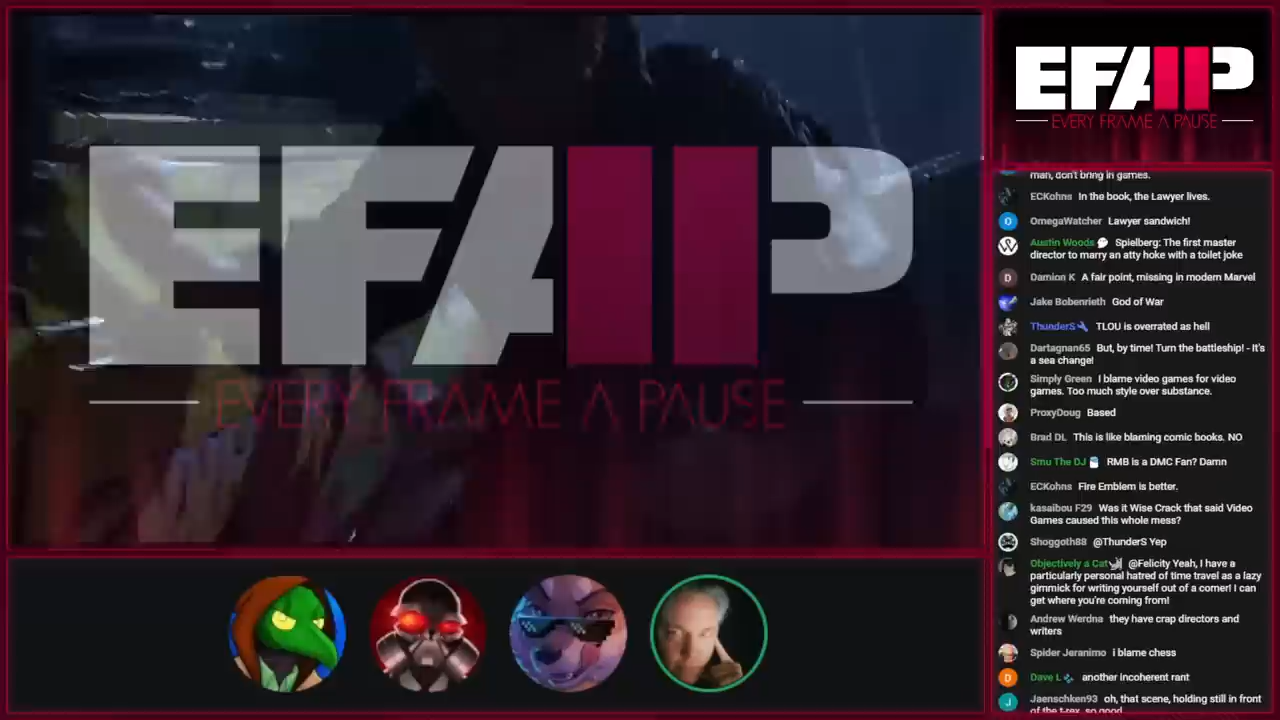 EFAP
EVERY FRAME A PAUSE
EFAP
EVERY FRAME A PAUSE
man, don't bring in games.
ECKohns In the book, the Lawyer lives.
O
OmegaWatcher Lawyer sandwich!
Austin Woods Spielberg: The first master
director to marry an atty hoke with a toilet joke
D
Damion K A fair point, missing in modern Marvel
Jake Bobenrieth God of War
ThunderS TLOU is overrated as hell
Dartagnan65 But, by time! Turn the battleship! - It's
a sea change!
Simply Green I blame video games for video
games. Too much style over substance.
ProxyDoug Based
Brad DL This is like blaming comic books. NO
Smu The DJ RMB is a DMC Fan? Damn
ECKohns Fire Emblem is better.
kasaibou F29 Was it Wise Crack that said Video
Games caused this whole mess?
Shoggoth88 @ThunderS Yep
Objectively a Cat @Felicity Yeah, I have a
particularly personal hatred of time travel as a lazy
gimmick for writing yourself out of a corner! I can
get where you're coming from!
Andrew Werdna they have crap directors and
writers
Spider Jeranimo i blame chess
D
Dave L another incoherent rant
J
Jaenschken93 oh, that scene, holding still in front
of the t-rex, so good